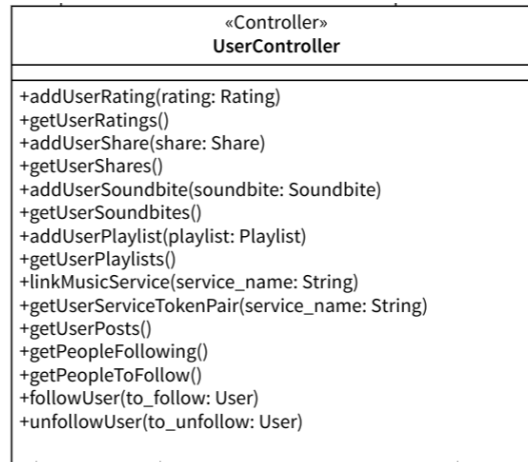 «Controller»
UserController
+addUserRating(rating: Rating)
+getUserRatings()
+addUserShare(share: Share)
+getUserShares()
+addUserSoundbite(soundbite: Soundbite)
+getUserSoundbites()
+addUserPlaylist(playlist: Playlist)
+getUserPlaylists()
+linkMusicService(service_name: String)
+getUserServiceTokenPair(service_name: String)
+getUserPosts()
+getPeopleFollowing()
+getPeopleToFollow()
+followUser(to_follow: User)
+unfollowUser(to_unfollow: User)